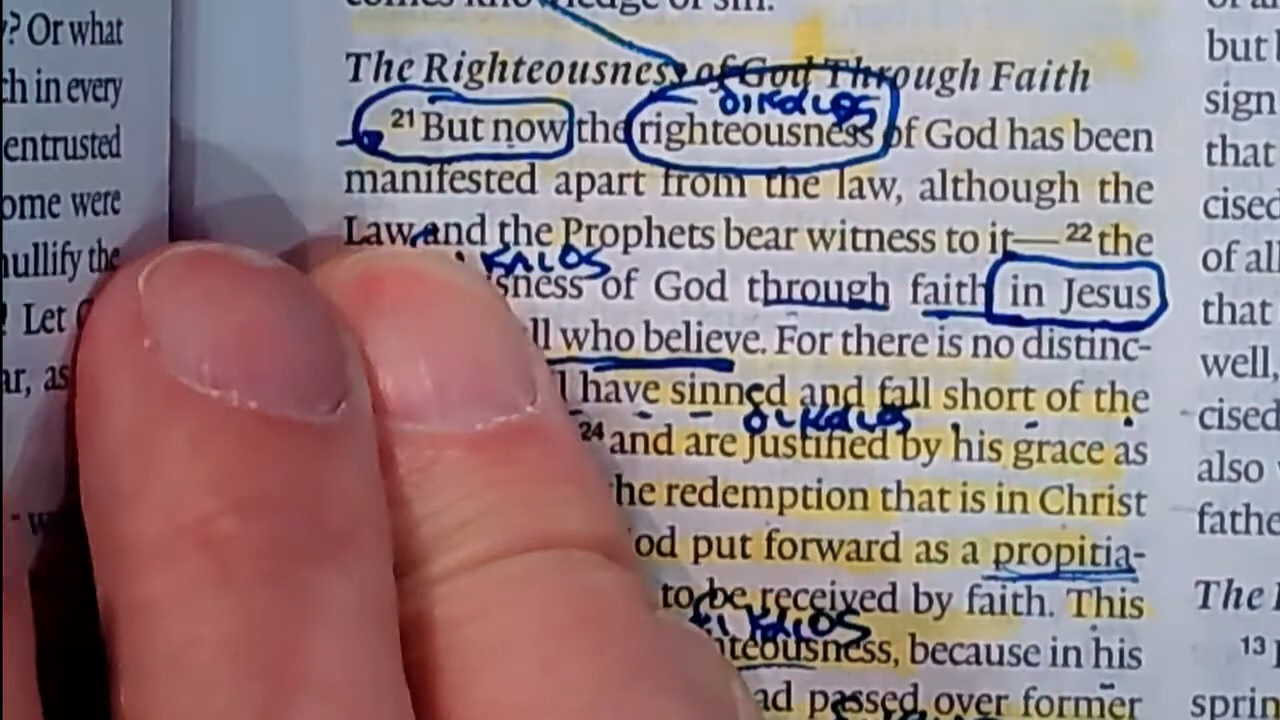 ? Or what
ch in every
entrusted
ome were
nullify the
! Let
ar, as
comes knowledge of sin.
The Righteousness of God Through Faith
δικαιος
21 But now the righteousness of God has been
manifested apart from the law, although the
Law and the Prophets bear witness to it— 22 the
ικαιος
sness of God through faith in Jesus
ll who believe. For there is no distinc-
l have sinned and fall short of the
δικαιος
24 and are justified by his grace as
he redemption that is in Christ
od put forward as a propitia-
to be received by faith. This
δικαιος
teousness, because in his
ad passed over former
but
sign
that
cised
of all
that
well,
cised
also
fathe
The
13
sprin